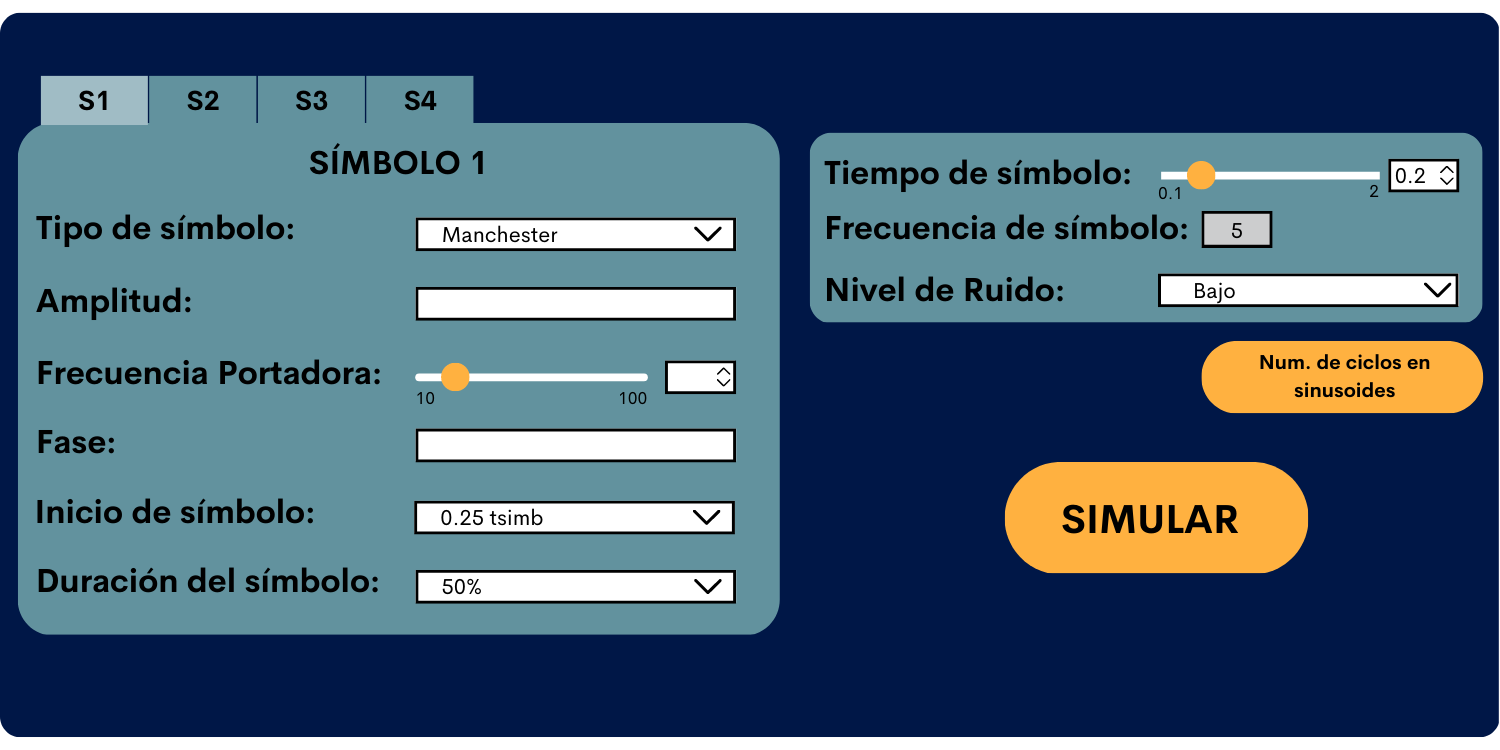 S1 S2 S3 S4
SÍMBOLO 1
Tipo de símbolo: Manchester
Amplitud:
Frecuencia Portadora:
10 100
Fase:
Inicio de símbolo: 0.25 tsimb
Duración del símbolo: 50%
Tiempo de símbolo: 0.2
0.1 2
Frecuencia de símbolo: 5
Nivel de Ruido: Bajo
Num. de ciclos en
sinusoides
SIMULAR